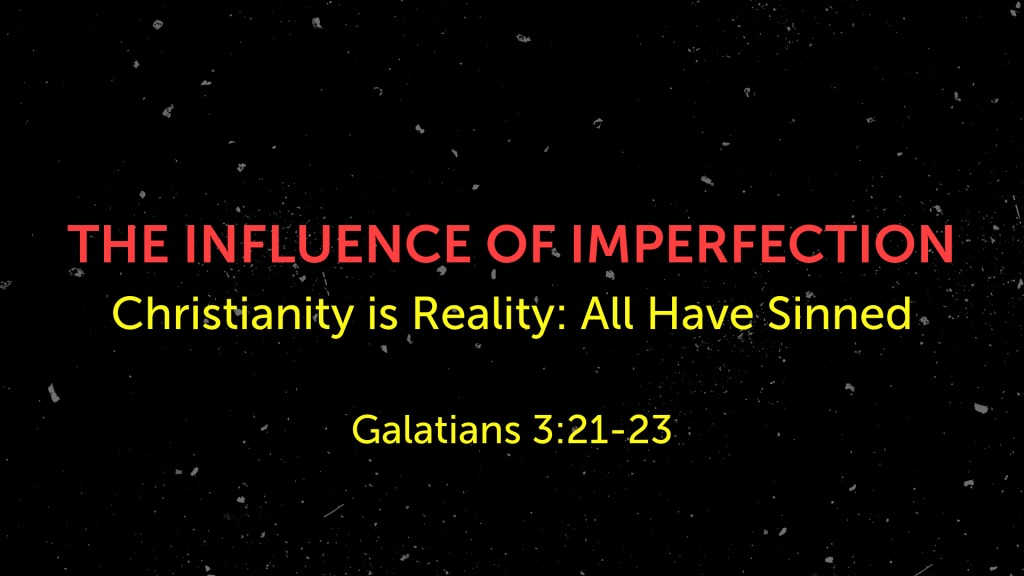 THE INFLUENCE OF IMPERFECTION
Christianity is Reality: All Have Sinned
Galatians 3:21-23